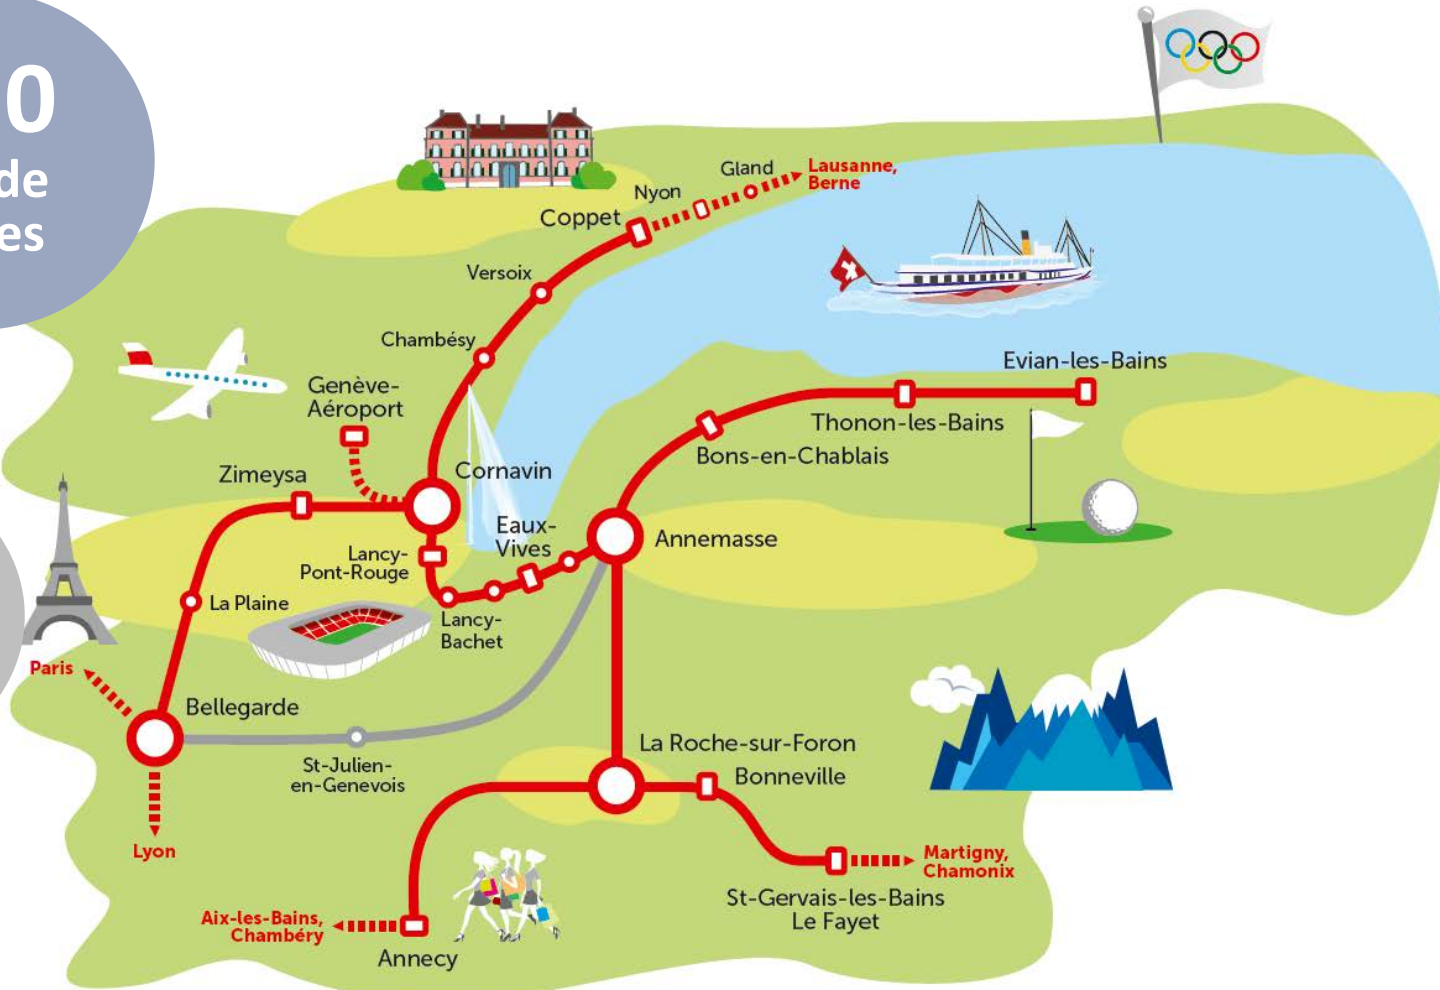 0
de
es
Gland
Lausanne,
Berne
Nyon
Coppet
Versoix
Chambésy
Genève-
Aéroport
Evian-les-Bains
Thonon-les-Bains
Bons-en-Chablais
Zimeysa
Cornavin
Eaux-
Vives
Annemasse
Lancy-
Pont-Rouge
La Plaine
Lancy-
Bachet
Paris
Bellegarde
St-Julien-
en-Genevois
La Roche-sur-Foron
Bonneville
Lyon
Martigny,
Chamonix
St-Gervais-les-Bains
Le Fayet
Aix-les-Bains,
Chambéry
Annecy